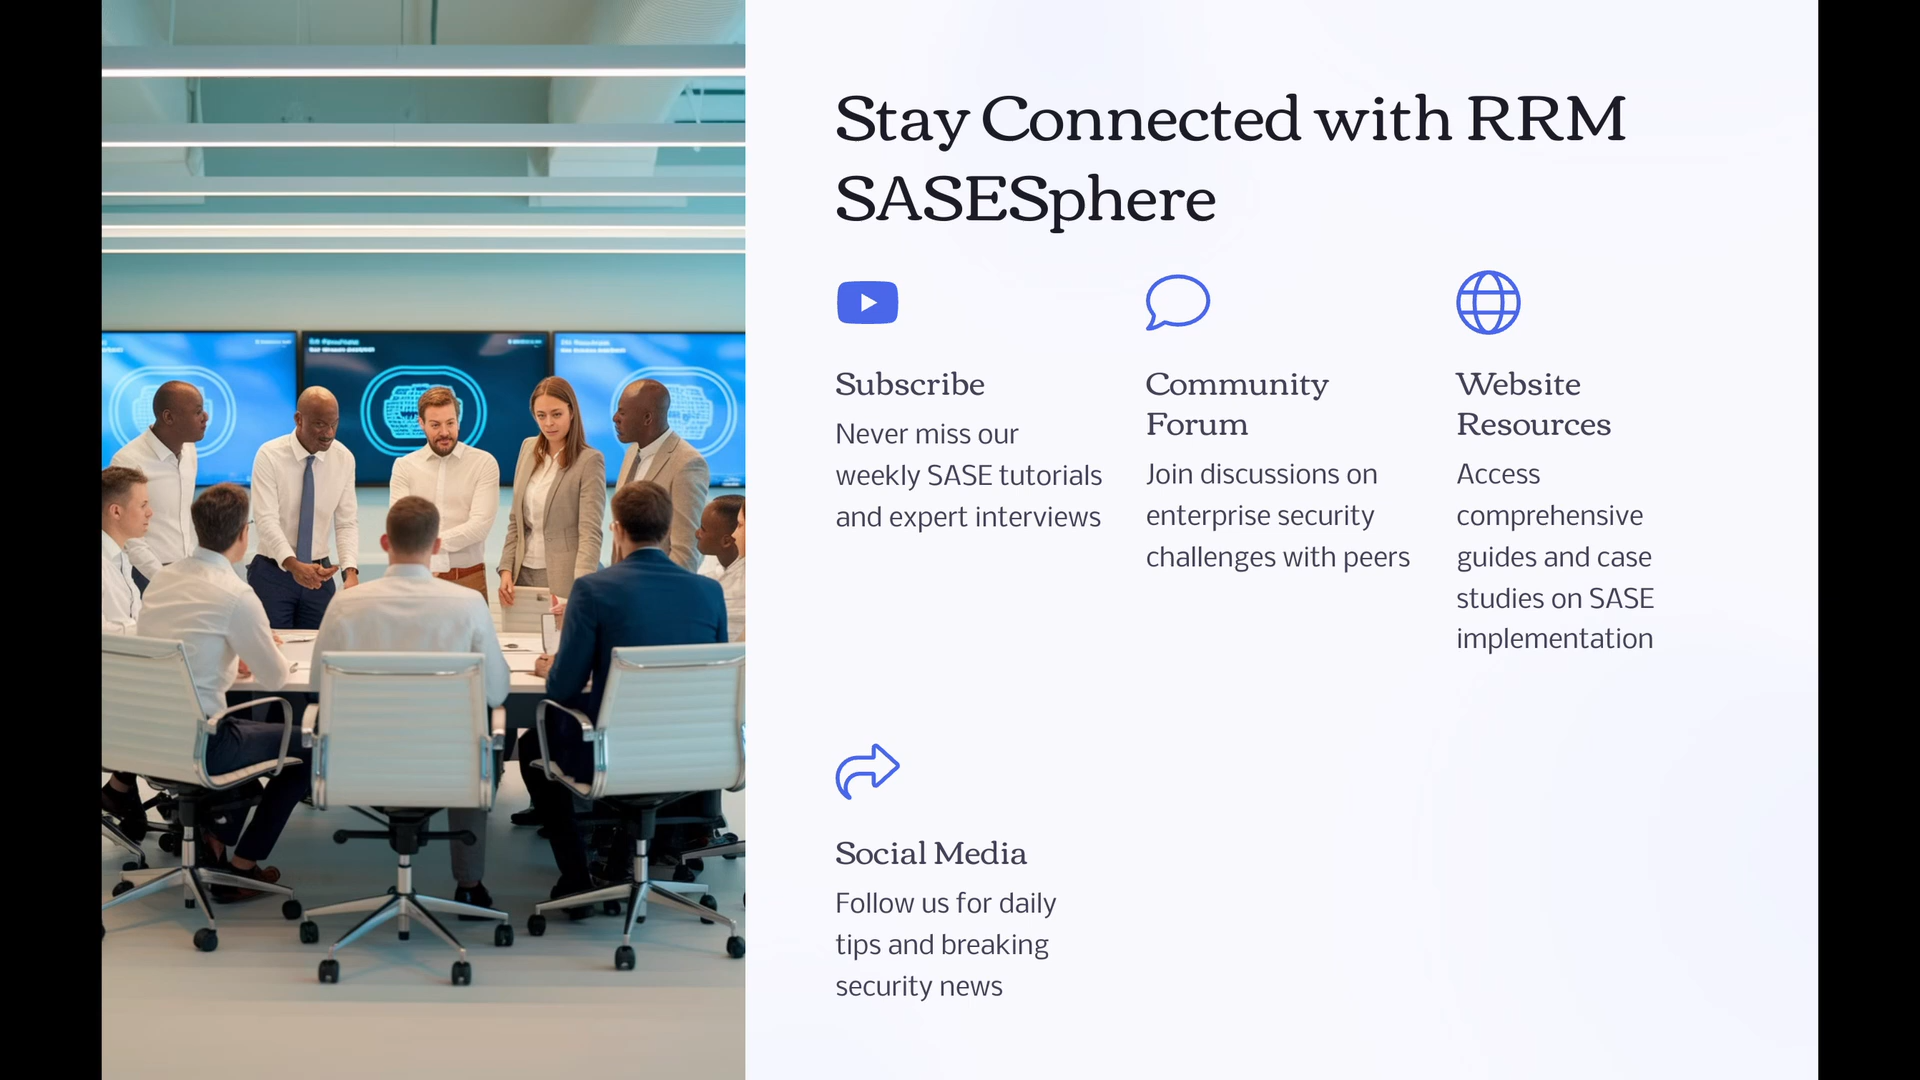 Stay Connected with RRM
SASESphere
Subscribe
Never miss our
weekly SASE tutorials
and expert interviews
Community
Forum
Join discussions on
enterprise security
challenges with peers
Website
Resources
Access
comprehensive
guides and case
studies on SASE
implementation
Social Media
Follow us for daily
tips and breaking
security news